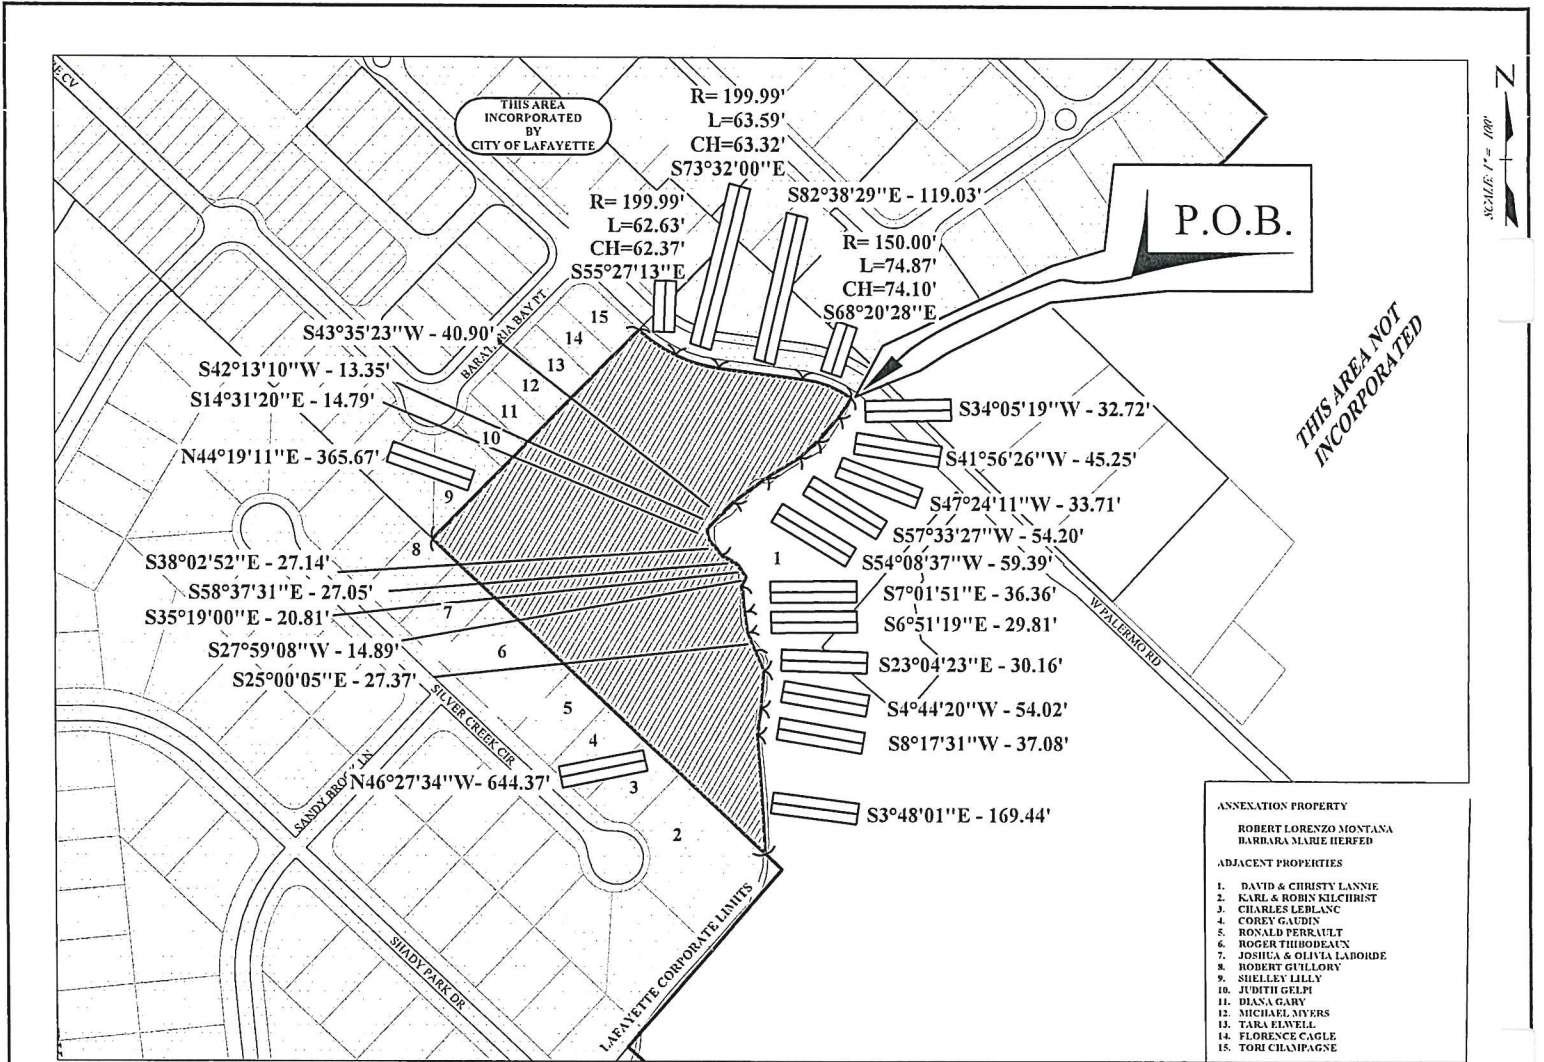 E CV
THIS AREA
INCORPORATED
BY
CITY OF LAFAYETTE
R= 199.99'
L=63.59'
CH=63.32'
S73°32'00"E
S82°38'29"E - 119.03'
R= 199.99'
L=62.63'
CH=62.37'
S55°27'13"E
R= 150.00'
L=74.87'
CH=74.10'
S68°20'28"E
P.O.B.
N
SCALE: 1" = 100'
THIS AREA NOT
INCORPORATED
BARATARIA BAY PT
S43°35'23"W - 40.90'
S42°13'10"W - 13.35'
S14°31'20"E - 14.79'
N44°19'11"E - 365.67'
15
14
13
12
11
10
9
8
7
6
5
4
3
2
1
S34°05'19"W - 32.72'
S41°56'26"W - 45.25'
S47°24'11"W - 33.71'
S57°33'27"W - 54.20'
S54°08'37"W - 59.39'
S7°01'51"E - 36.36'
S6°51'19"E - 29.81'
S23°04'23"E - 30.16'
S4°44'20"W - 54.02'
S8°17'31"W - 37.08'
S3°48'01"E - 169.44'
W PALERMO RD
S38°02'52"E - 27.14'
S58°37'31"E - 27.05'
S35°19'00"E - 20.81'
S27°59'08"W - 14.89'
S25°00'05"E - 27.37'
SILVER CREEK CIR
SANDY BROOK LN
N46°27'34"W- 644.37'
SHADY PARK DR
LAFAYETTE CORPORATE LIMITS
ANNEXATION PROPERTY
ROBERT LORENZO MONTANA
BARBARA MARIE HERFED
ADJACENT PROPERTIES
1. DAVID & CHRISTY LANNIE
2. KARL & ROBIN KILCHRIST
3. CHARLES LEBLANC
4. COREY GAUDIN
5. RONALD PERRAULT
6. ROGER THIBODEAUX
7. JOSHUA & OLIVIA LABORDE
8. ROBERT GUILLORY
9. SHELLEY LILLY
10. JUDITH GELPI
11. DIANA GARY
12. MICHAEL MYERS
13. TARA ELWELL
14. FLORENCE CAGLE
15. TORI CHAMPAGNE